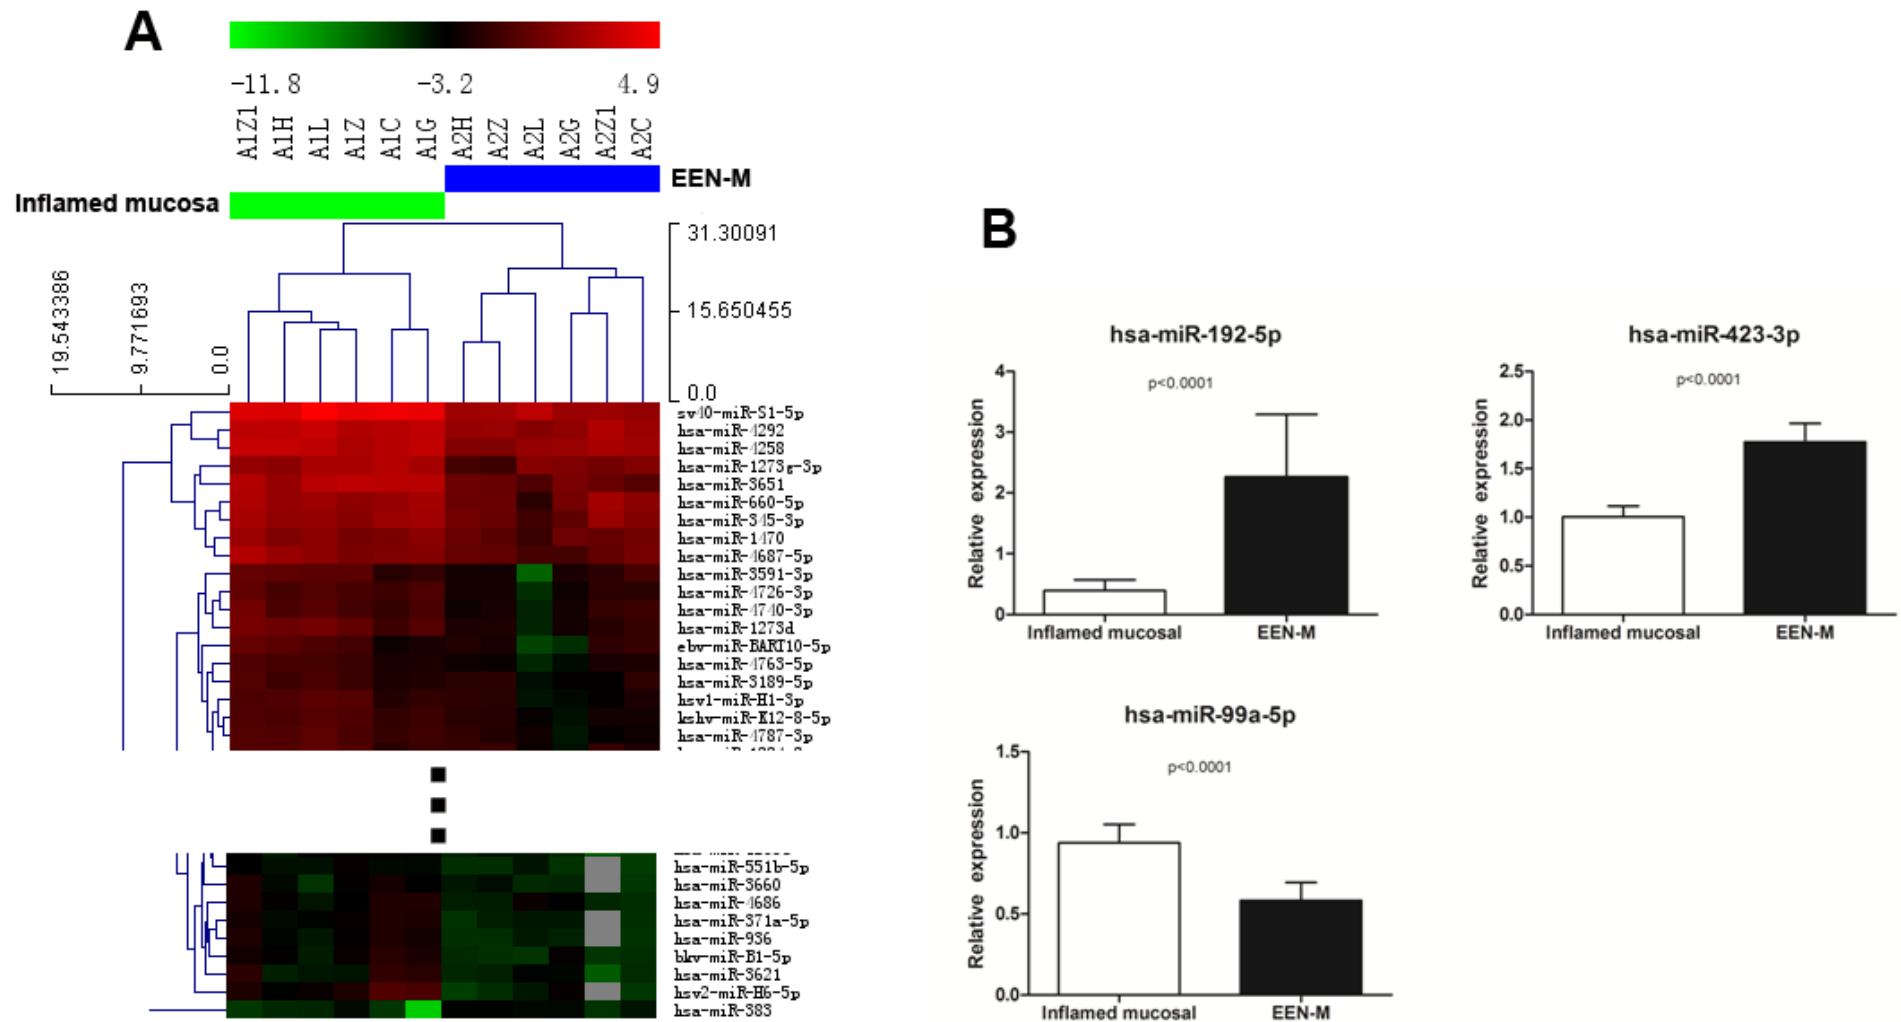 A
-11.8 -3.2 4.9
A1Z1 A1H A1L A1Z A1C A1G A2H A2Z A2L A2G A2Z1 A2C
EEN-M
Inflamed mucosa
31.30091
15.650455
0.0
19.543386
9.771693
0.0
sv40-miR-S1-5p
hsa-miR-4292
hsa-miR-4258
hsa-miR-1273g-3p
hsa-miR-3651
hsa-miR-660-5p
hsa-miR-345-3p
hsa-miR-1470
hsa-miR-4687-5p
hsa-miR-3591-3p
hsa-miR-4726-3p
hsa-miR-4740-3p
hsa-miR-1273d
ebv-miR-BART10-5p
hsa-miR-4763-5p
hsa-miR-3189-5p
hsv1-miR-H1-3p
kshv-miR-K12-8-5p
hsa-miR-4787-3p
hsa-miR-551b-5p
hsa-miR-3660
hsa-miR-4686
hsa-miR-371a-5p
hsa-miR-936
bkv-miR-B1-5p
hsa-miR-3621
hsv2-miR-H6-5p
hsa-miR-383
B
hsa-miR-192-5p
p<0.0001
Relative expression
4
3
2
1
0
Inflamed mucosal EEN-M
hsa-miR-423-3p
p<0.0001
Relative expression
2.5
2.0
1.5
1.0
0.5
0.0
Inflamed mucosal EEN-M
hsa-miR-99a-5p
p<0.0001
Relative expression
1.5
1.0
0.5
0.0
Inflamed mucosal EEN-M